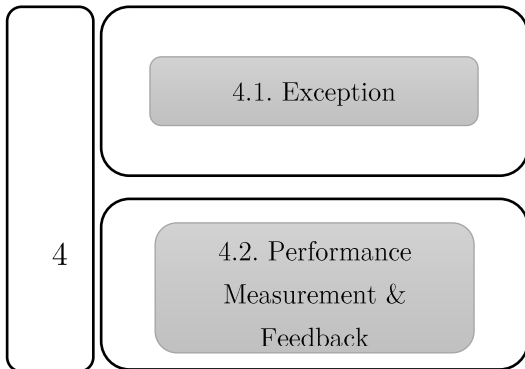 4.1. Exception
4
4.2. Performance
Measurement &
Feedback